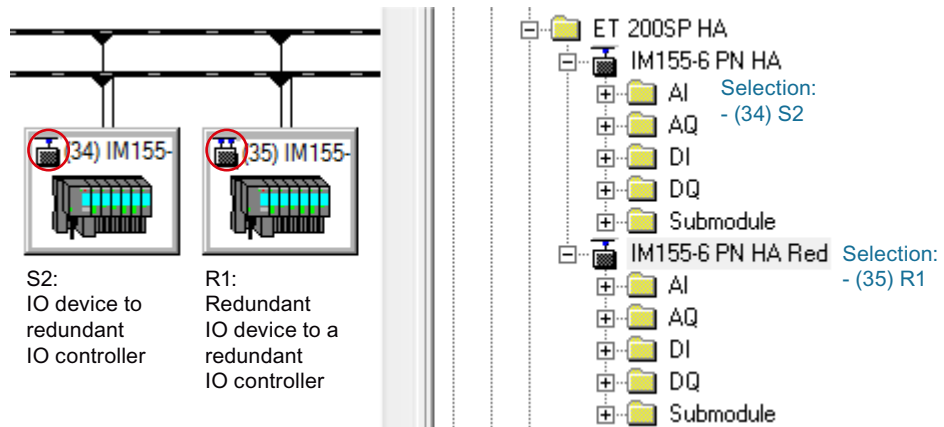 (34) IM155-
(35) IM155-
S2:
IO device to
redundant
IO controller
R1:
Redundant
IO device to a
redundant
IO controller
ET 200SP HA
IM155-6 PN HA
AI
Selection:
- (34) S2
AQ
DI
DQ
Submodule
IM155-6 PN HA Red
Selection:
- (35) R1
AI
AQ
DI
DQ
Submodule